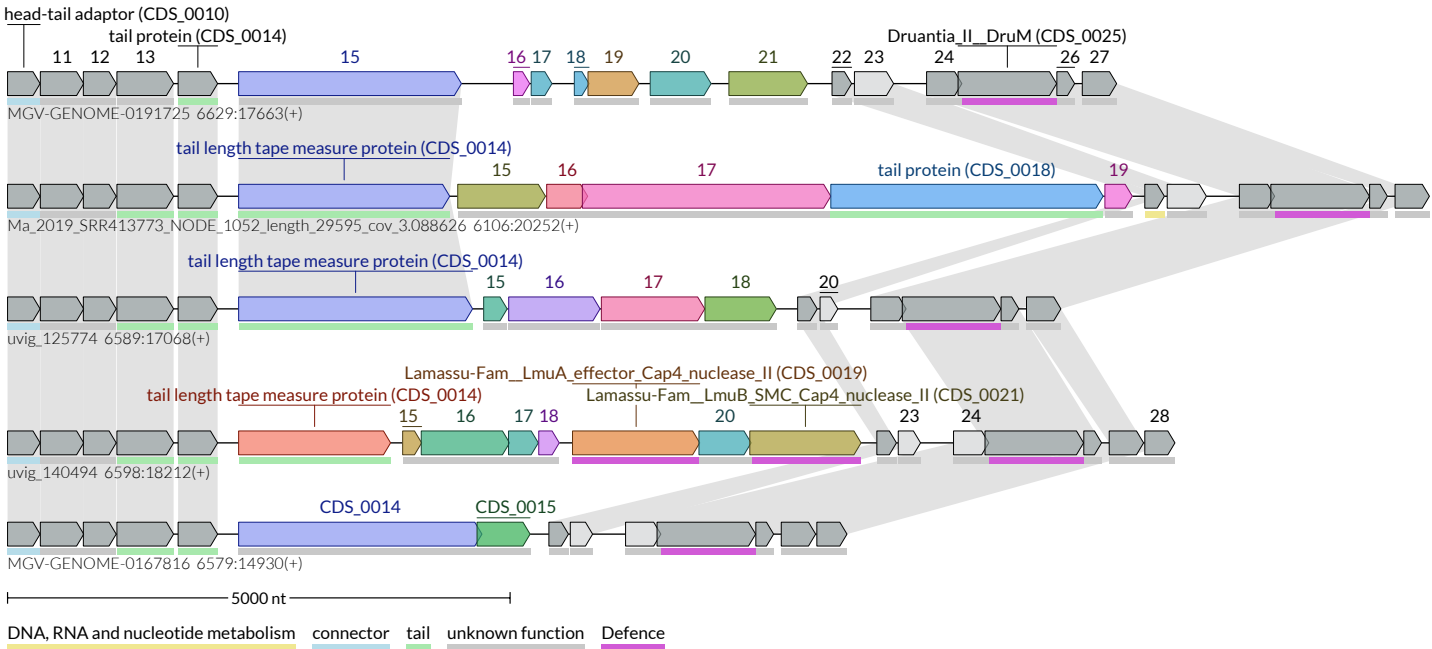 head-tail adaptor (CDS_0010)
tail protein (CDS_0014) Druantia_II__DruM (CDS_0025)
11 12 13 15 16 17 18 19 20 21 22 23 24 26 27
MGV-GENOME-0191725 6629:17663(+)
tail length tape measure protein (CDS_0014)
15 16 17 tail protein (CDS_0018) 19
Ma_2019_SRR413773_NODE_1052_length_29595_cov_3.088626 6106:20252(+)
tail length tape measure protein (CDS_0014)
15 16 17 18 20
uvig_125774 6589:17068(+)
Lamassu-Fam__LmuA_effector_Cap4_nuclease_II (CDS_0019)
tail length tape measure protein (CDS_0014) Lamassu-Fam__LmuB_SMC_Cap4_nuclease_II (CDS_0021)
15 16 17 18 20 23 24 28
uvig_140494 6598:18212(+)
CDS_0014 CDS_0015
MGV-GENOME-0167816 6579:14930(+)
5000 nt
DNA, RNA and nucleotide metabolism connector tail unknown function Defence